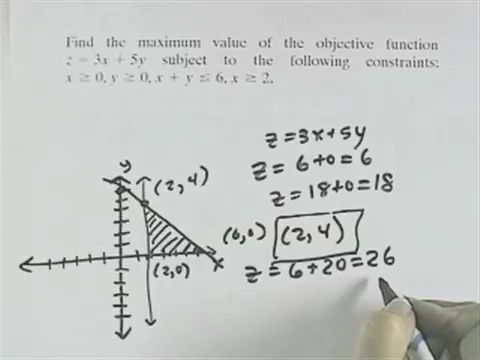 Find the maximum value of the objective function
z = 3x + 5y subject to the following constraints:
x ≥ 0, y ≥ 0, x + y ≤ 6, x ≥ 2.
z = 3x + 5y
z = 6 + 0 = 6
z = 18 + 0 = 18
y
(2, 4)
(6, 0)
(2, 4)
(2, 0)
x
z = 6 + 20 = 26